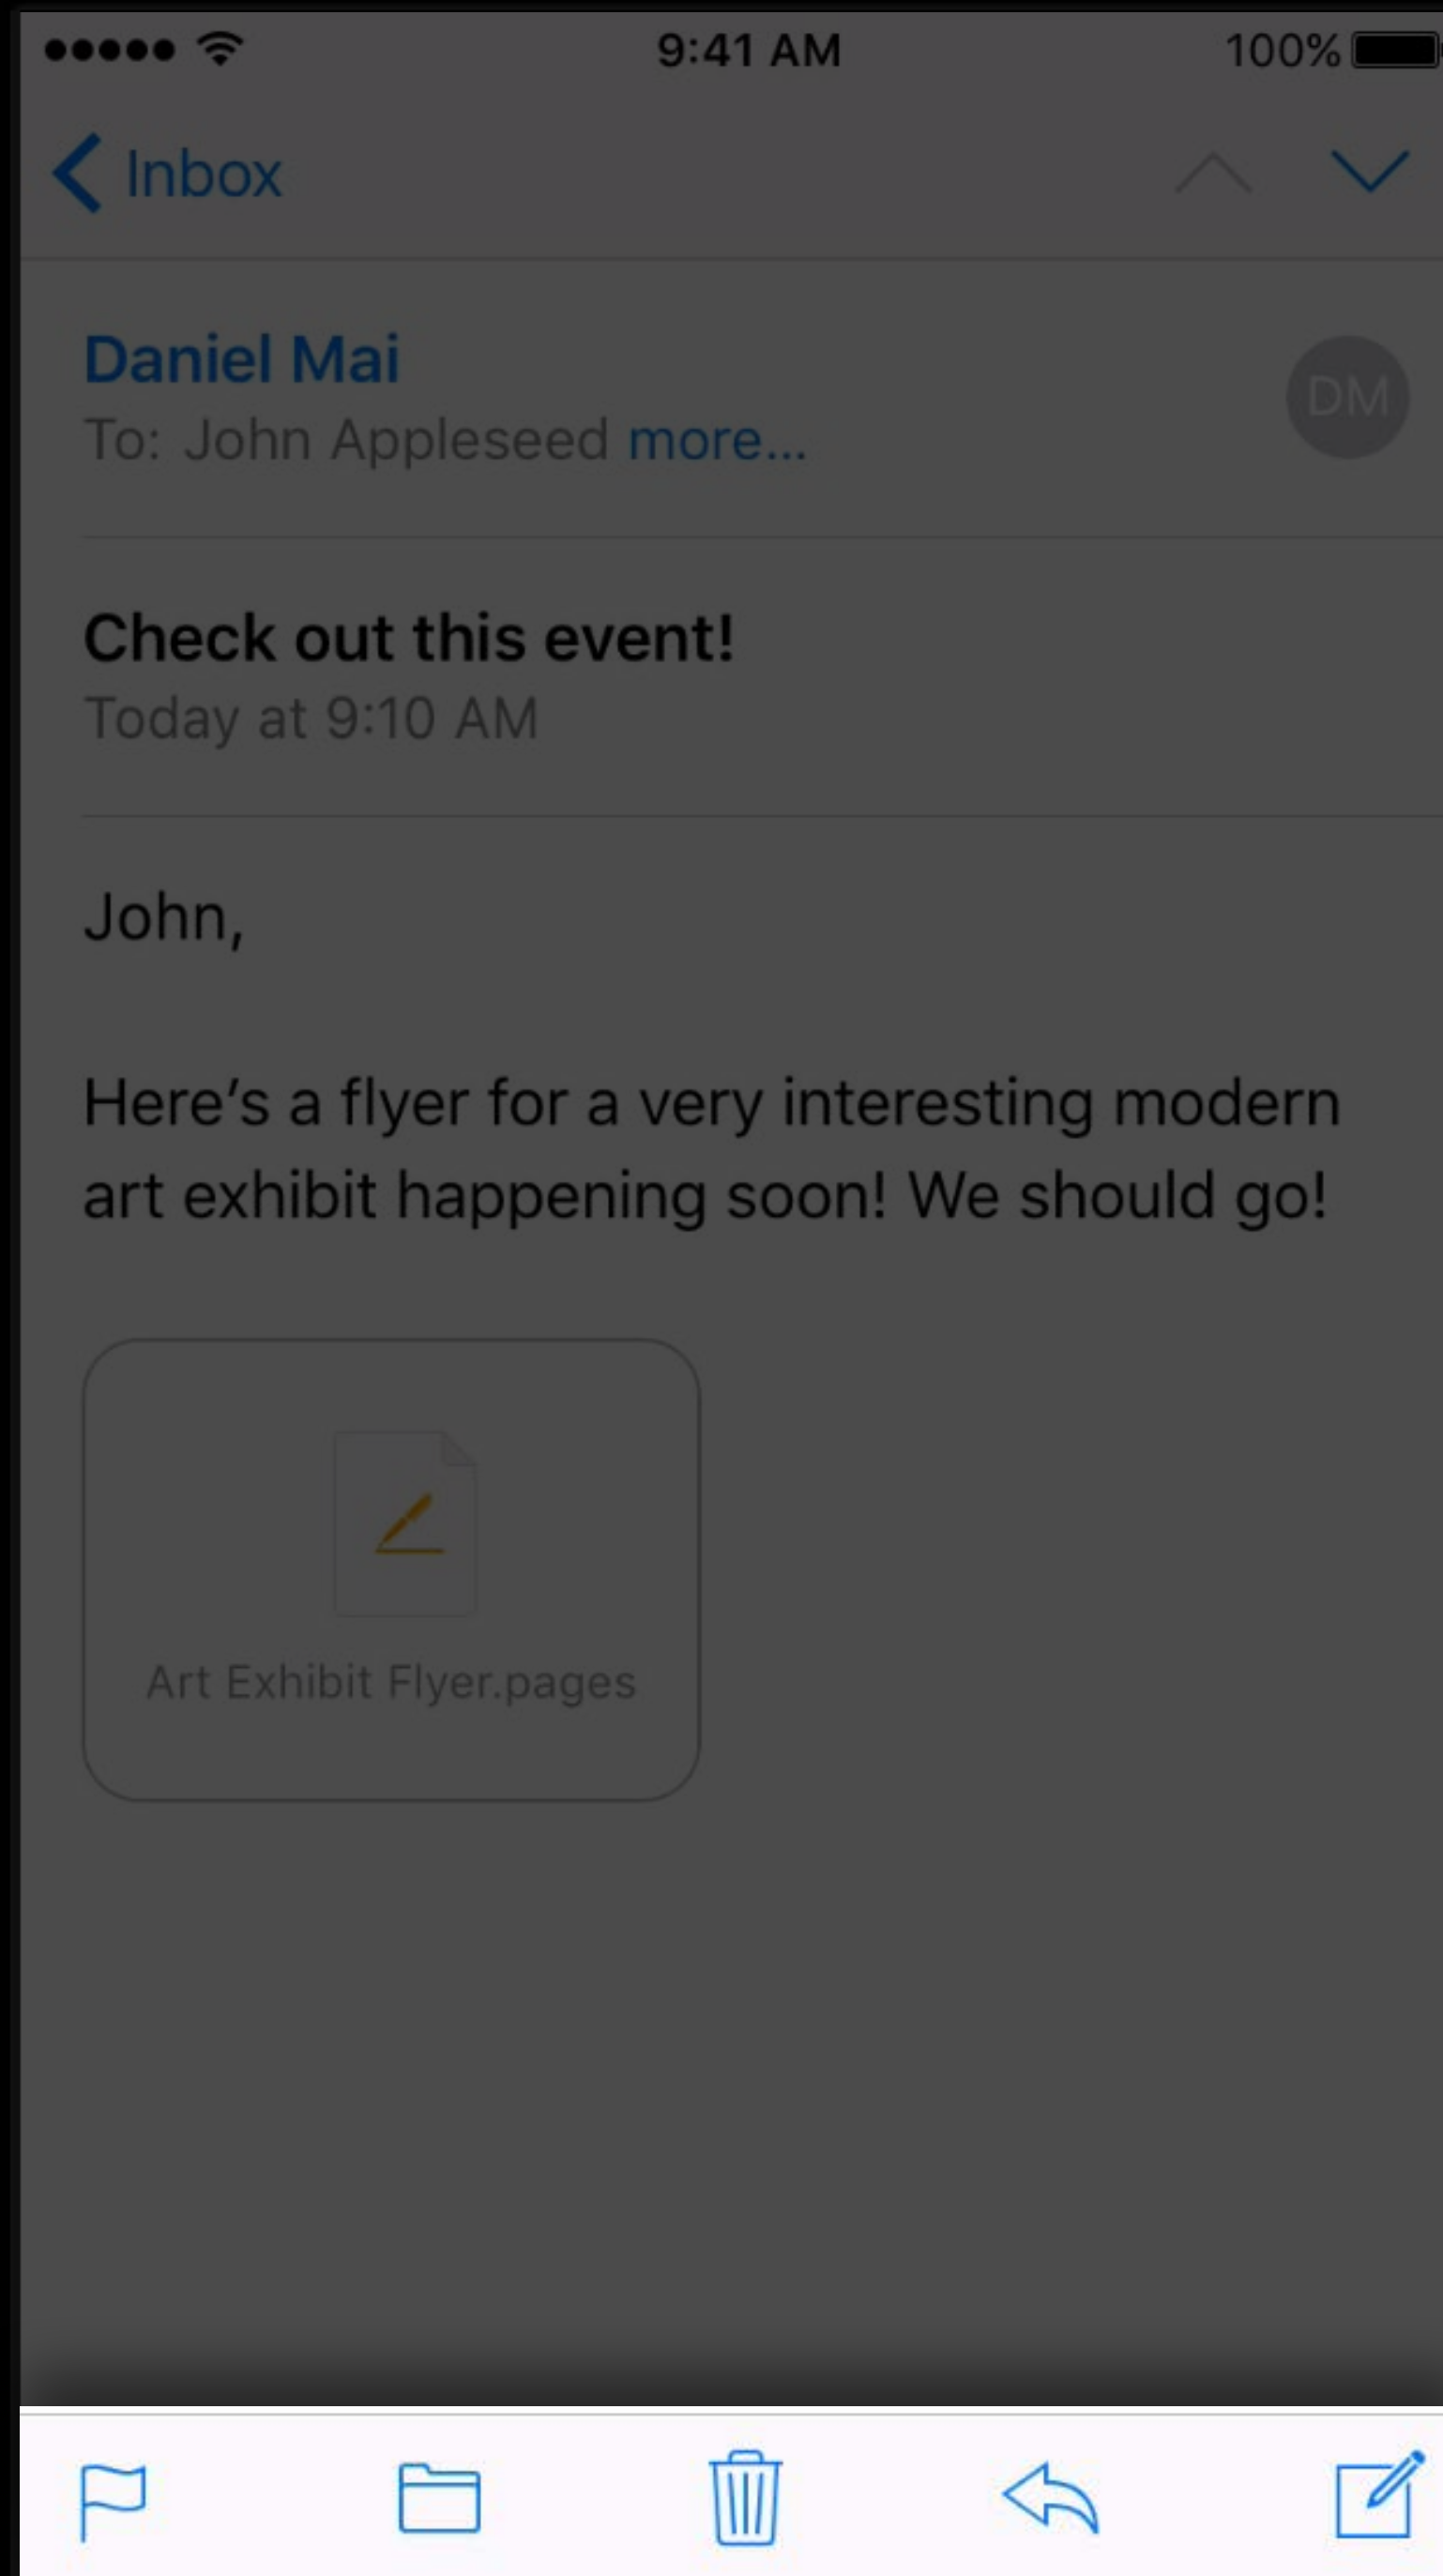 9:41 AM 100%
Inbox
Daniel Mai
DM
To: John Appleseed more...
Check out this event!
Today at 9:10 AM
John,
Here’s a flyer for a very interesting modern
art exhibit happening soon! We should go!
Art Exhibit Flyer.pages